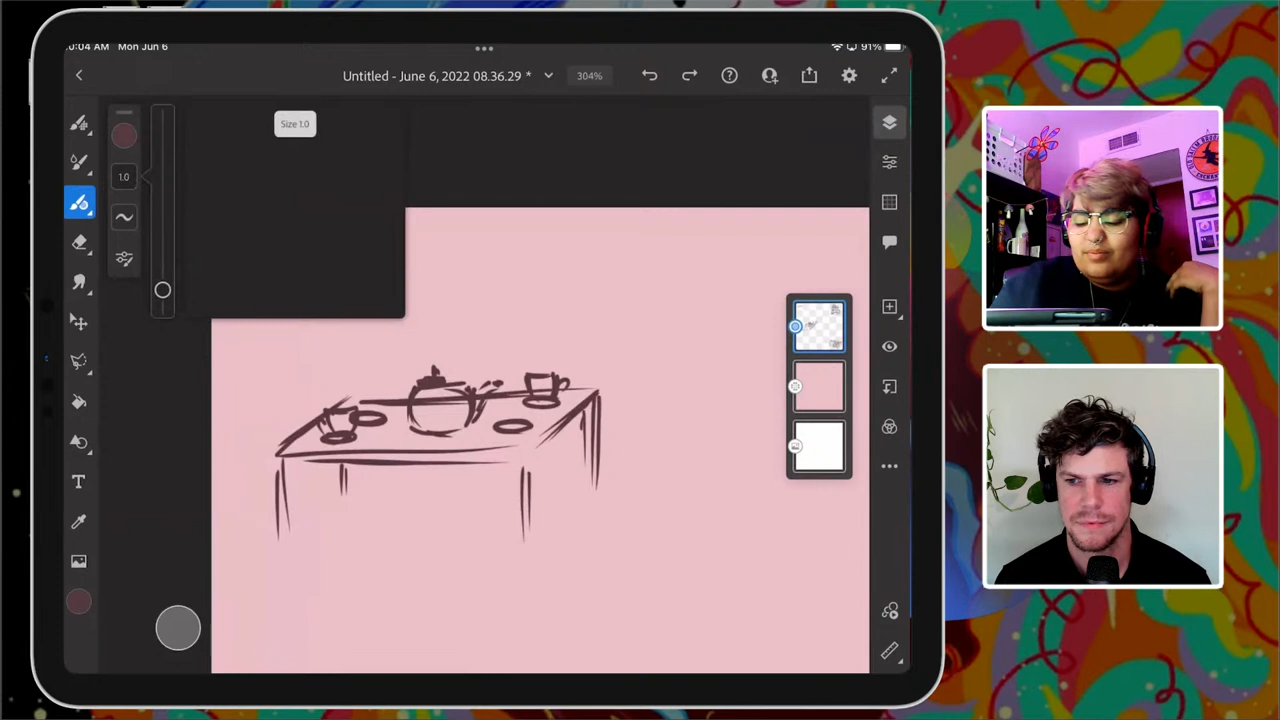 :04 AM Mon Jun 6
91%
Untitled - June 6, 2022 08.36.29 *
304%
Size 1.0
1.0
T